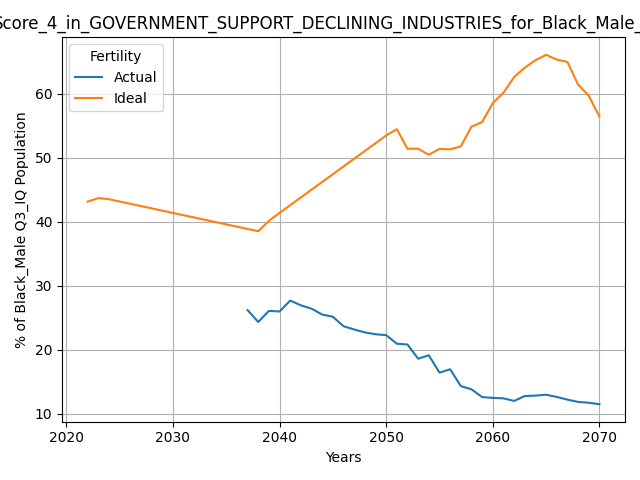 Score_4_in_GOVERNMENT_SUPPORT_DECLINING_INDUSTRIES_for_Black_Male_
Fertility
Actual
Ideal
% of Black_Male Q3_IQ Population
60
50
40
30
20
10
2020 2030 2040 2050 2060 2070
Years